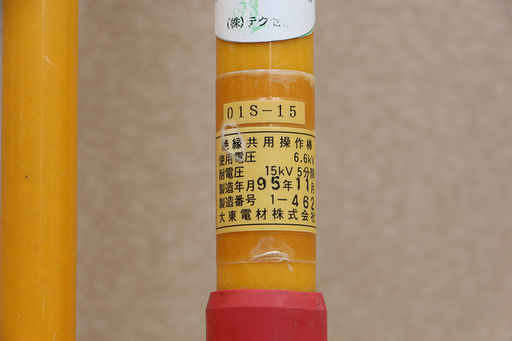 (株)テク
01S-15
絶縁共用操作棒
使用電圧 6.6kV
耐電圧 15kV 5分間
製造年月 95年11月
製造番号 1-462
大東電材株式会社